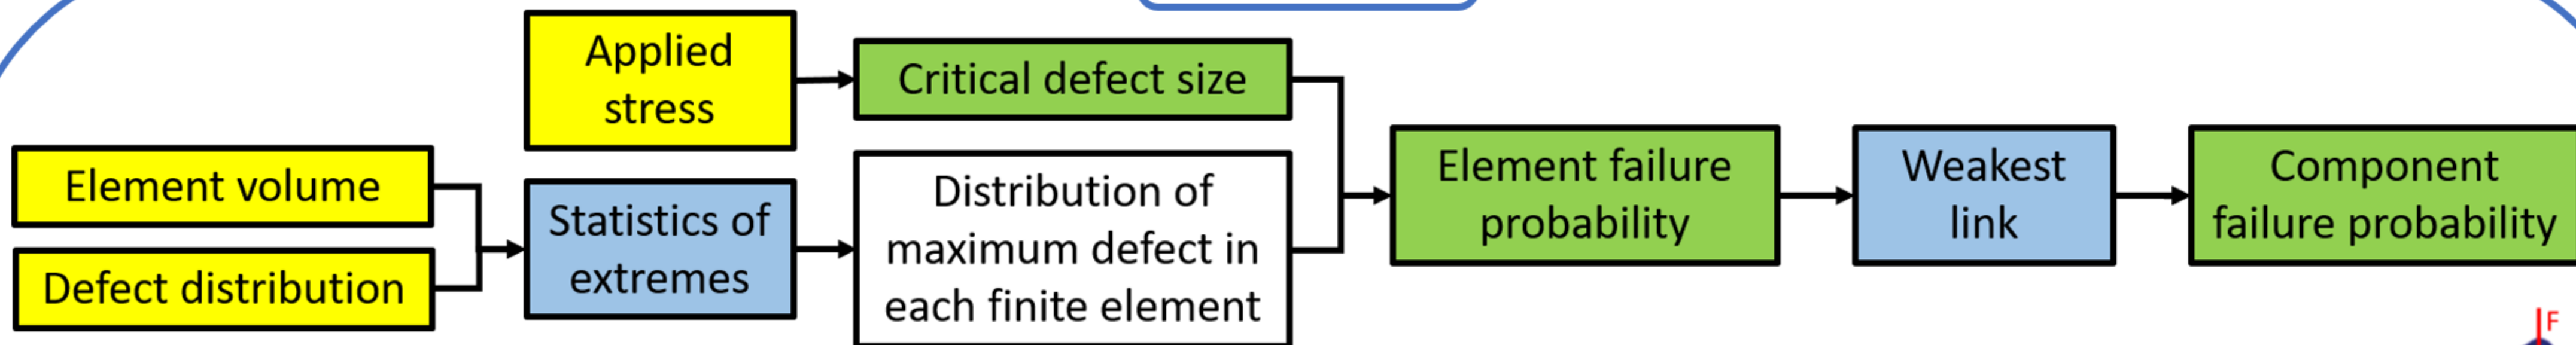 Applied
stress
Critical defect size
Element volume
Defect distribution
Statistics of
extremes
Distribution of
maximum defect in
each finite element
Element failure
probability
Weakest
link
Component
failure probability
F